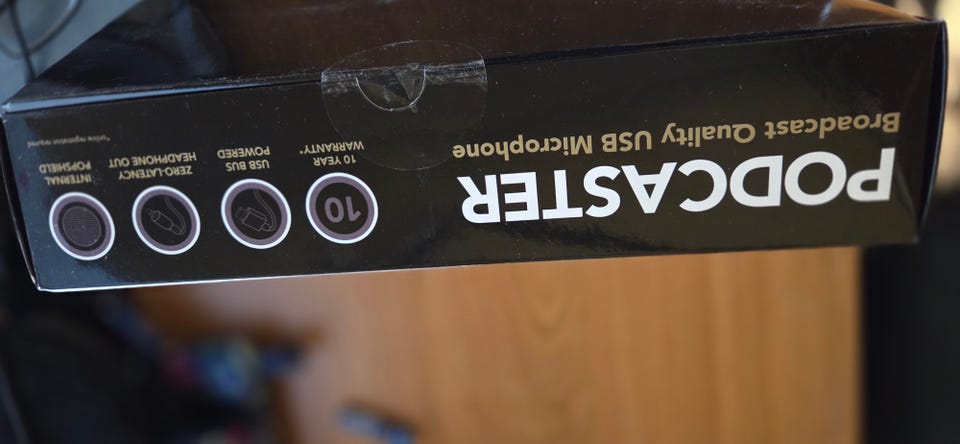 PODCASTER
Broadcast Quality USB Microphone
10
10 YEAR
WARRANTY*
USB BUS
POWERED
ZERO-LATENCY
HEADPHONE OUT
INTERNAL
POPSHIELD
*online registration required